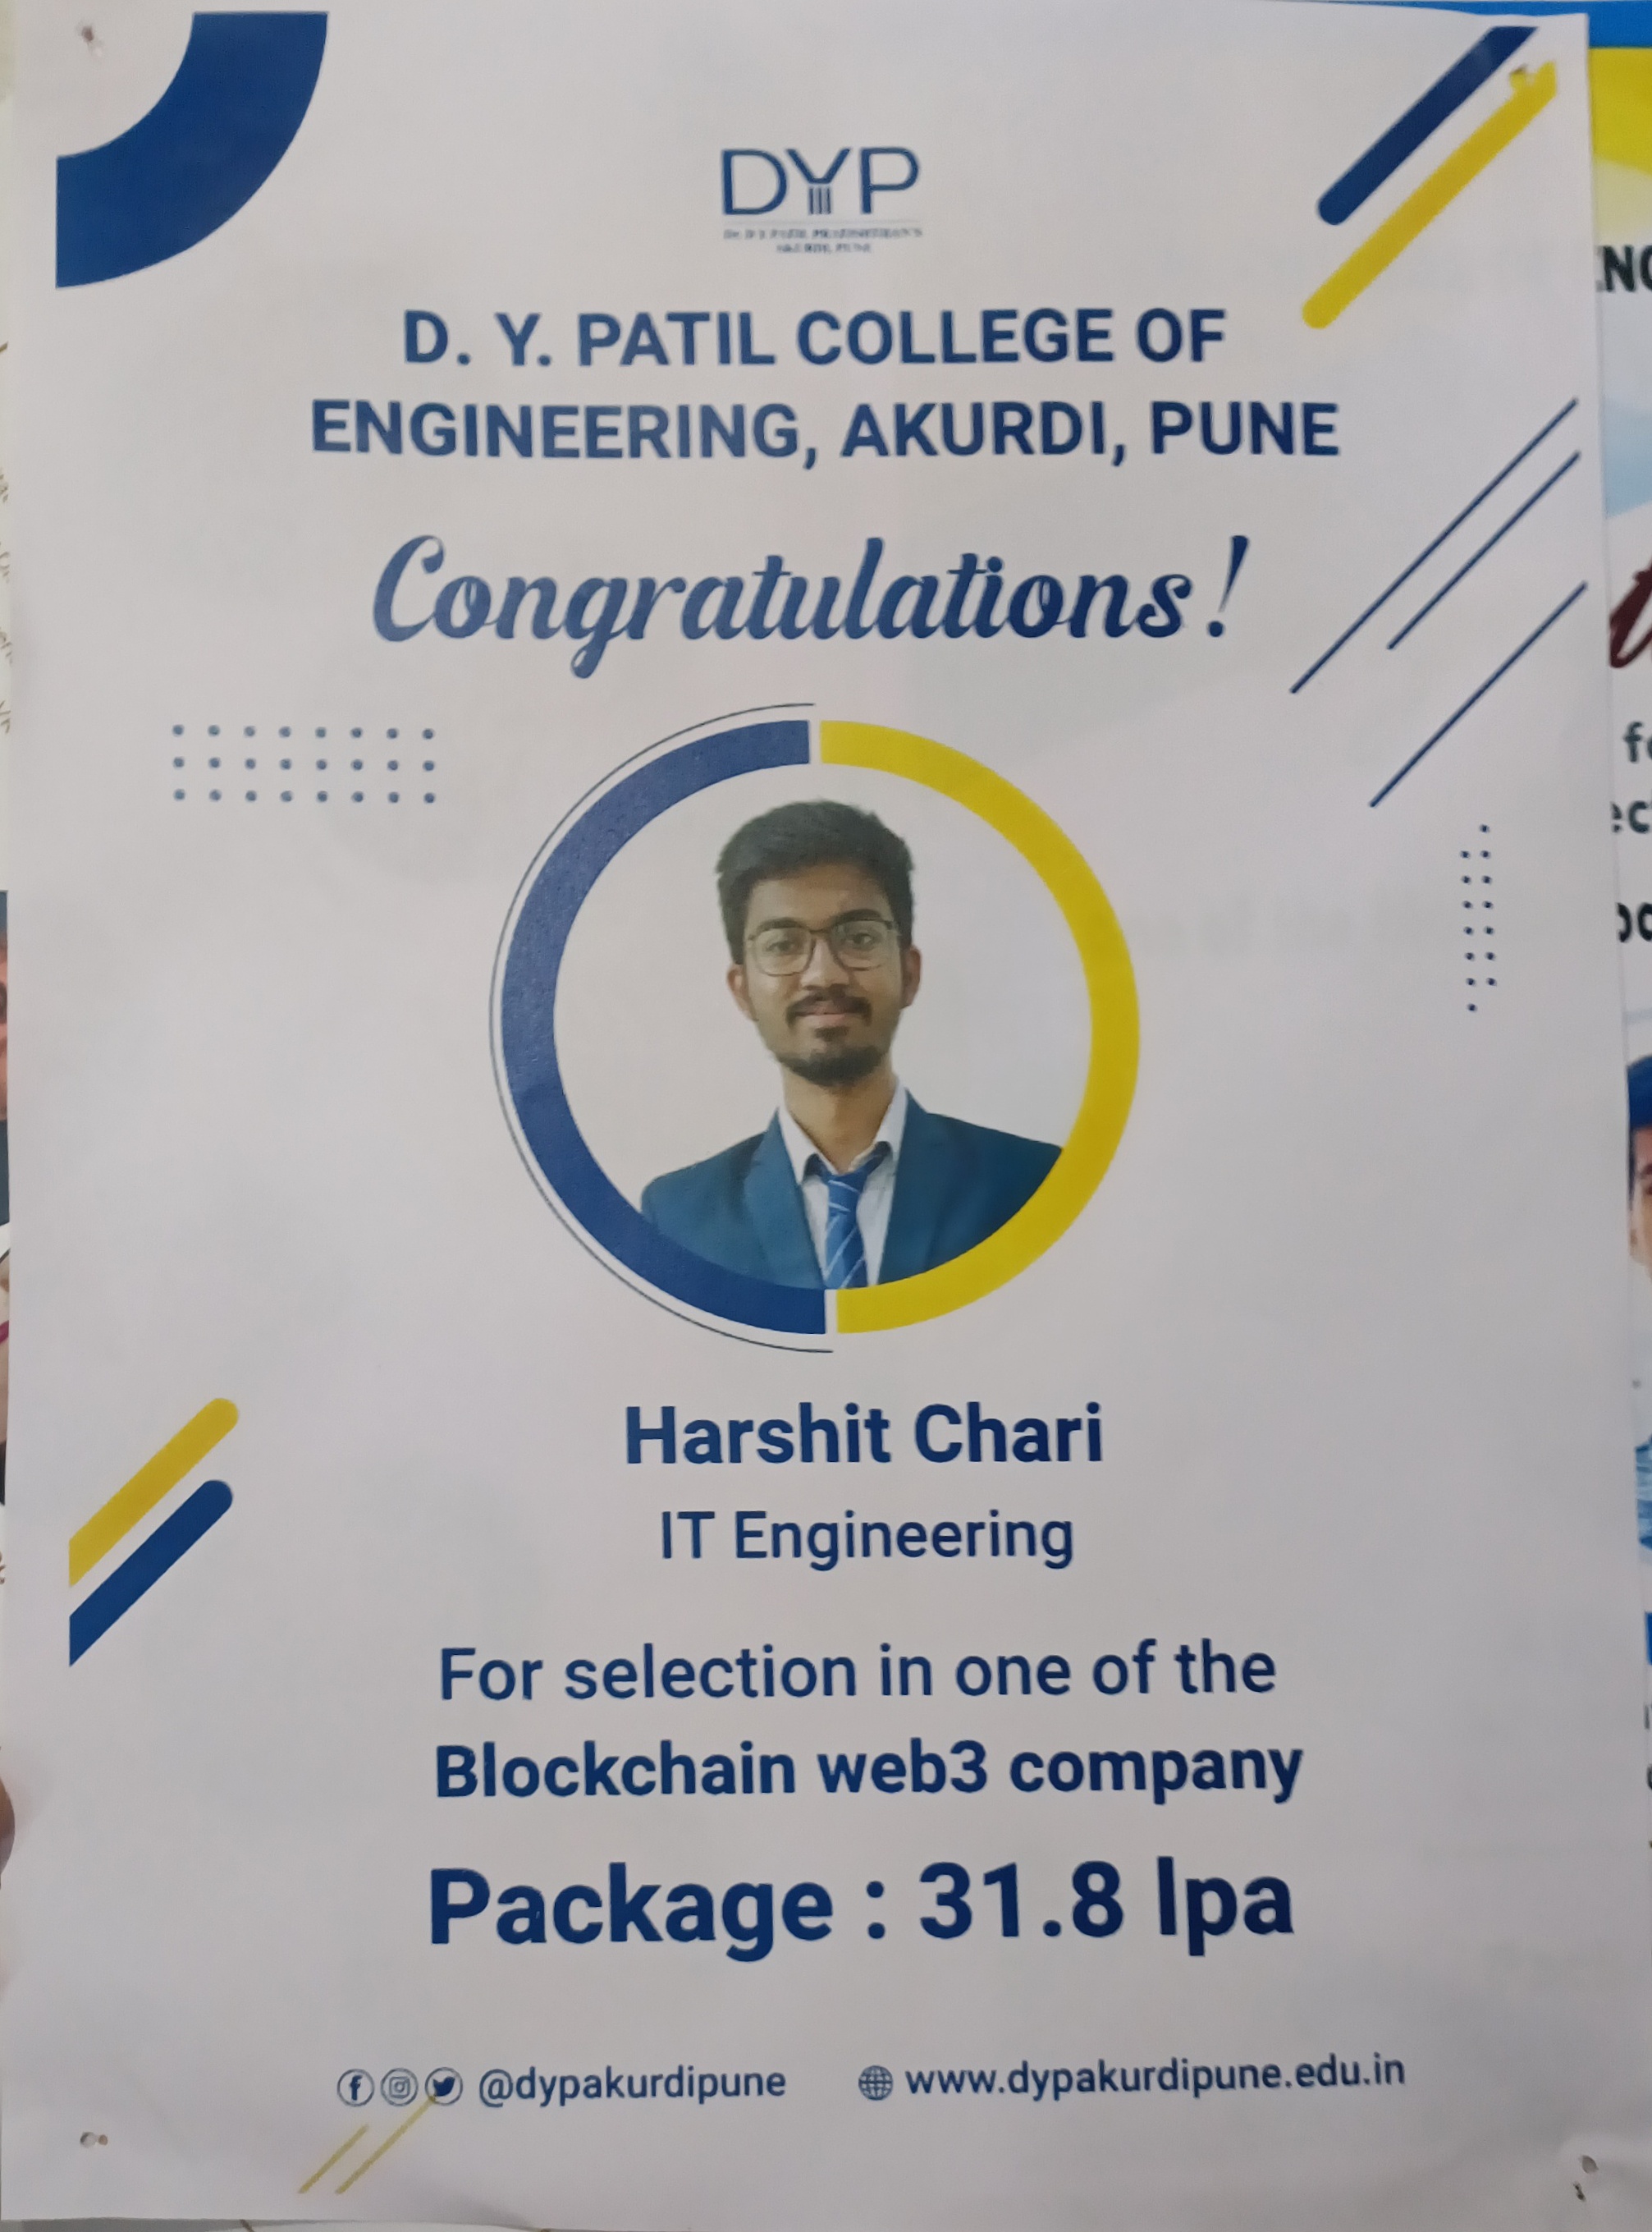 DYP
D. Y. PATIL COLLEGE OF
ENGINEERING, AKURDI, PUNE
Congratulations!
Harshit Chari
IT Engineering
For selection in one of the
Blockchain web3 company
Package : 31.8 lpa
@dypakurdipune www.dypakurdipune.edu.in